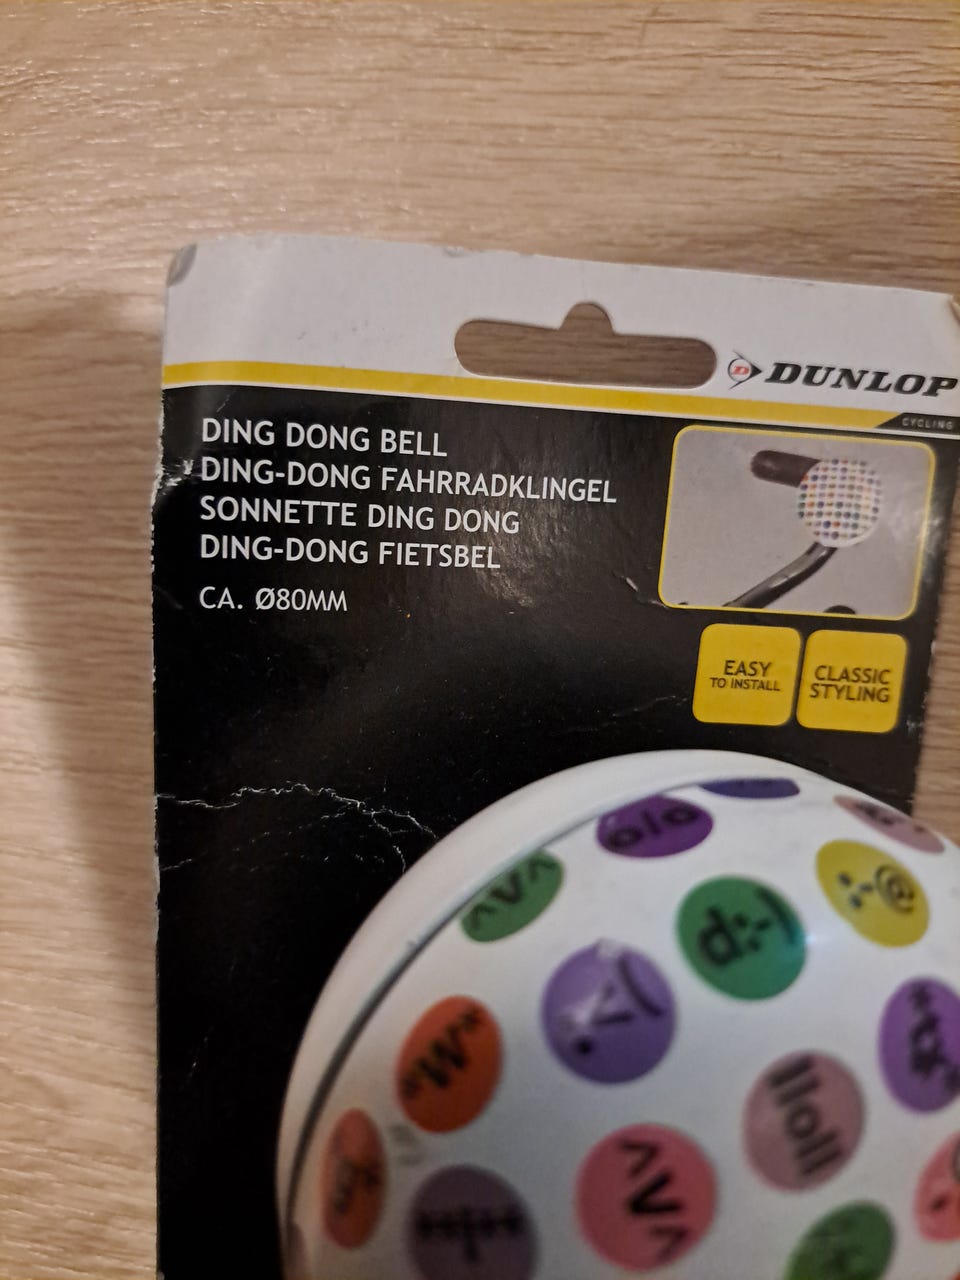 DUNLOP
CYCLING
DING DONG BELL
DING-DONG FAHRRADKLINGEL
SONNETTE DING DONG
DING-DONG FIETSBEL
CA. Ø80MM
EASY
TO INSTALL
CLASSIC
STYLING